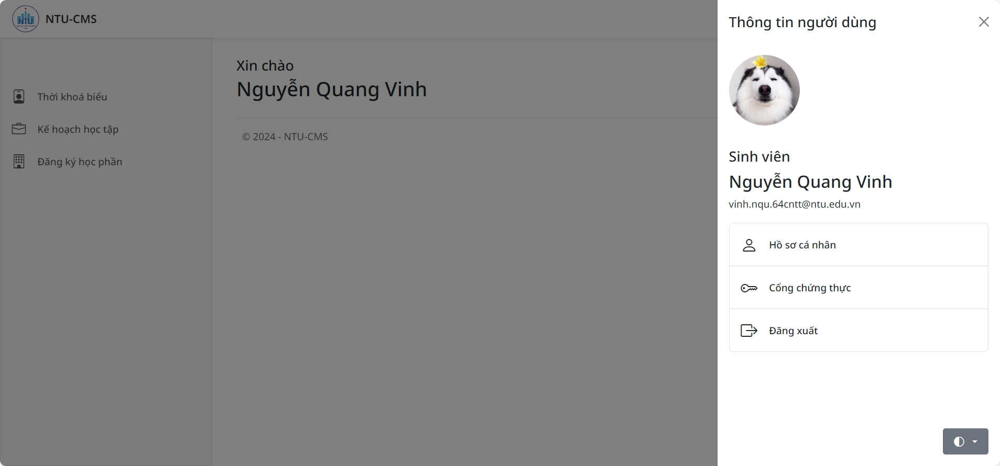 NTU
NTU-CMS
Thời khoá biểu
Kế hoạch học tập
Đăng ký học phần
Xin chào
Nguyễn Quang Vinh
© 2024 - NTU-CMS
Thông tin người dùng
Sinh viên
Nguyễn Quang Vinh
vinh.nqu.64cntt@ntu.edu.vn
Hồ sơ cá nhân
Cổng chứng thực
Đăng xuất